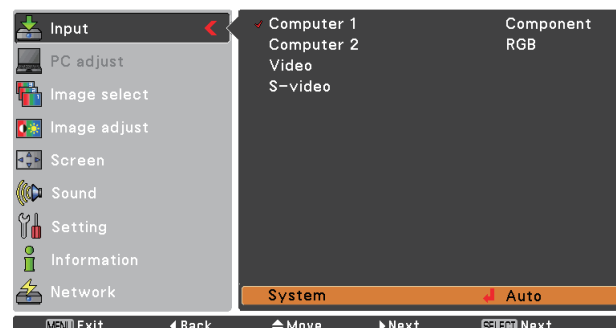 Input
PC adjust
Image select
Image adjust
Screen
Sound
Setting
Information
Network
Computer 1 Component
Computer 2 RGB
Video
S-video
System Auto
MENU Exit Back Move Next SELECT Next